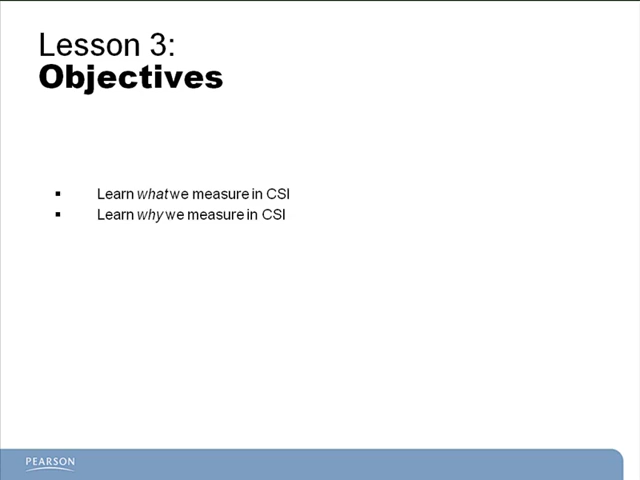 Lesson 3:
Objectives
▪ Learn what we measure in CSI
▪ Learn why we measure in CSI
PEARSON